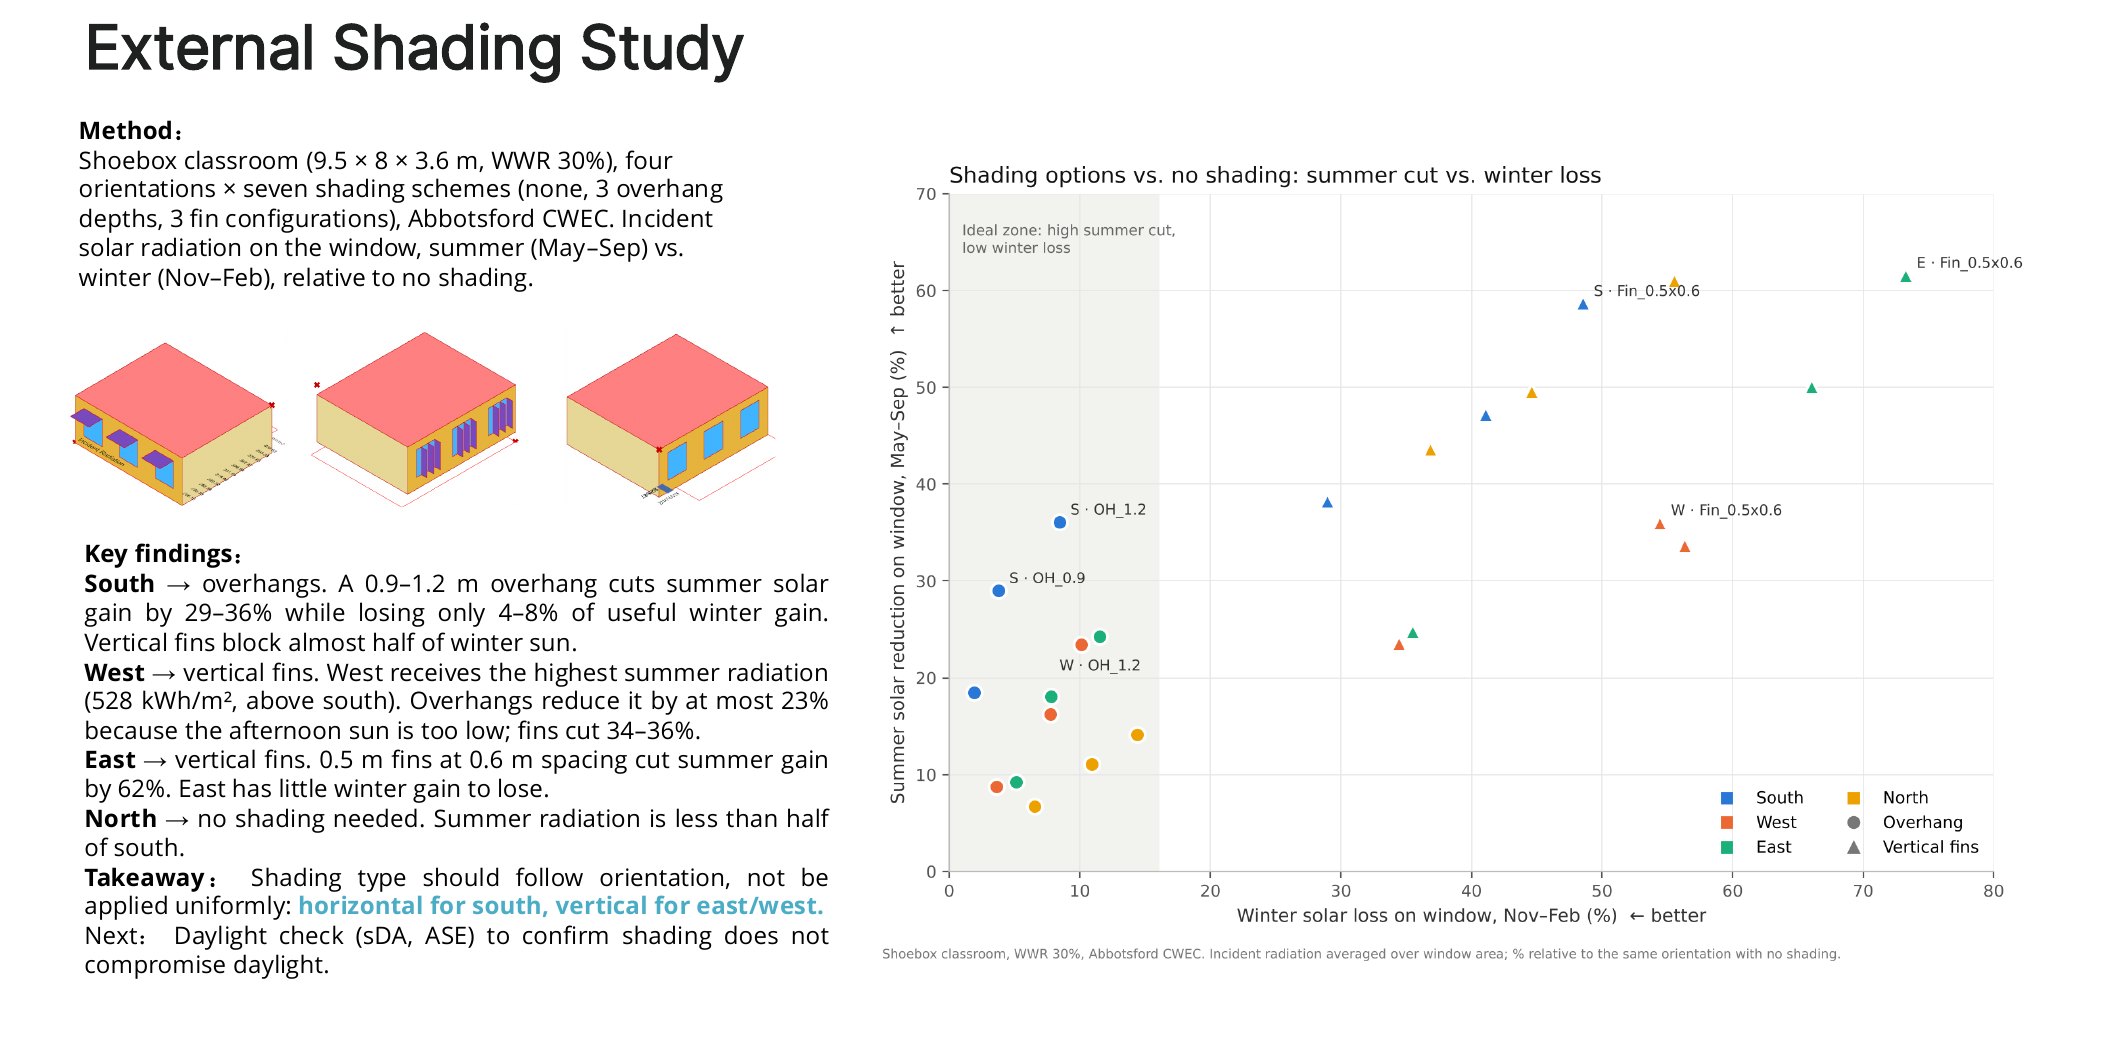 External Shading Study
Method：
Shoebox classroom (9.5 × 8 × 3.6 m, WWR 30%), four
orientations × seven shading schemes (none, 3 overhang
depths, 3 fin configurations), Abbotsford CWEC. Incident
solar radiation on the window, summer (May–Sep) vs.
winter (Nov–Feb), relative to no shading.
Incident Radiation
Key findings：
South → overhangs. A 0.9–1.2 m overhang cuts summer solar
gain by 29–36% while losing only 4–8% of useful winter gain.
Vertical fins block almost half of winter sun.
West → vertical fins. West receives the highest summer radiation
(528 kWh/m², above south). Overhangs reduce it by at most 23%
because the afternoon sun is too low; fins cut 34–36%.
East → vertical fins. 0.5 m fins at 0.6 m spacing cut summer gain
by 62%. East has little winter gain to lose.
North → no shading needed. Summer radiation is less than half
of south.
Takeaway： Shading type should follow orientation, not be
applied uniformly: horizontal for south, vertical for east/west.
Next： Daylight check (sDA, ASE) to confirm shading does not
compromise daylight.
Shading options vs. no shading: summer cut vs. winter loss
Ideal zone: high summer cut,
low winter loss
Summer solar reduction on window, May–Sep (%) ↑ better
70
60
50
40
30
20
10
0
E · Fin_0.5x0.6
S · Fin_0.5x0.6
W · Fin_0.5x0.6
S · OH_1.2
S · OH_0.9
W · OH_1.2
South
West
East
North
Overhang
Vertical fins
0 10 20 30 40 50 60 70 80
Winter solar loss on window, Nov–Feb (%) ← better
Shoebox classroom, WWR 30%, Abbotsford CWEC. Incident radiation averaged over window area; % relative to the same orientation with no shading.